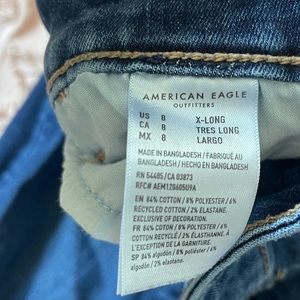 AMERICAN EAGLE
OUTFITTERS
US 8 X-LONG
CA 8 TRES LONG
MX 8 LARGO
MADE IN BANGLADESH / FABRIQUÉ AU
BANGLADESH / HECHO EN BANGLADESH
RN 54485/CA 03873
RFC# AEM120605U9A
EN 84% COTTON/8% POLYESTER/6%
RECYCLED COTTON/2% ELASTANE.
EXCLUSIVE OF DECORATION.
FR 84% COTON/8% POLYESTER/6%
COTTON RECYCLÉ/2% ÉLASTHANNE. À
L'EXCEPTION DE LA GARNITURE.
SP 84% algodón/8% poliéster/6%
algodón / 2% elastano.